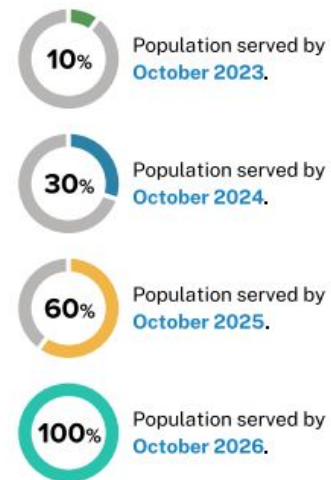 10%
Population served by
October 2023.
30%
Population served by
October 2024.
60%
Population served by
October 2025.
100%
Population served by
October 2026.